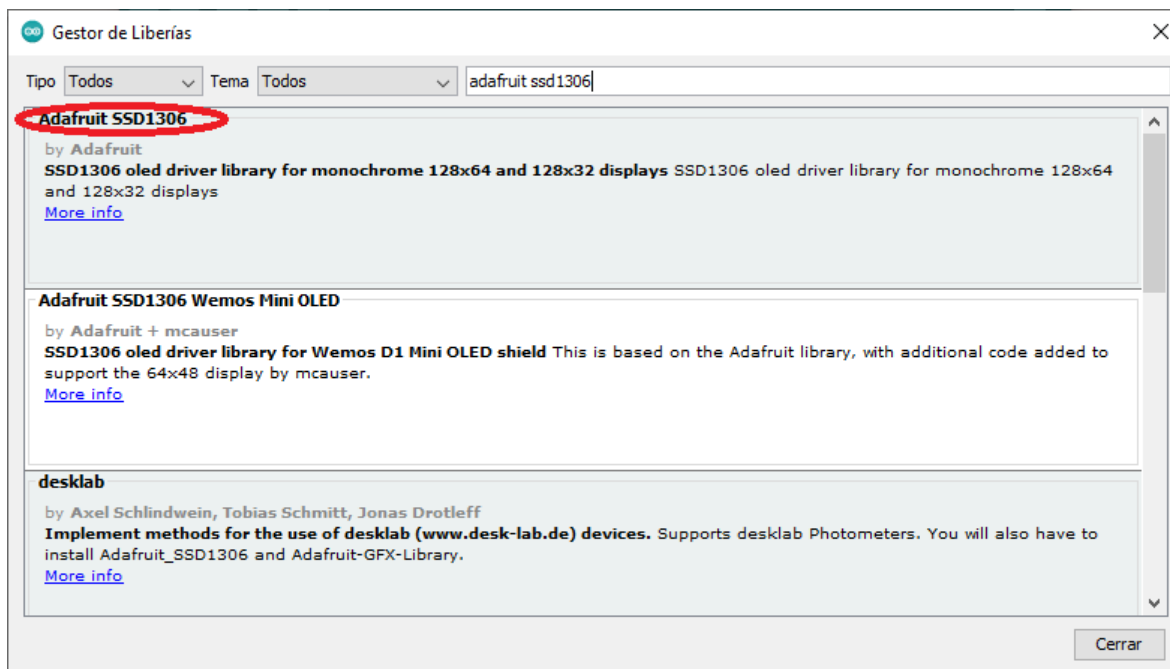 Gestor de Liberías
Tipo Todos Tema Todos adafruit ssd1306
Adafruit SSD1306
by Adafruit
SSD1306 oled driver library for monochrome 128x64 and 128x32 displays SSD1306 oled driver library for monochrome 128x64
and 128x32 displays
More info
Adafruit SSD1306 Wemos Mini OLED
by Adafruit + mcauser
SSD1306 oled driver library for Wemos D1 Mini OLED shield This is based on the Adafruit library, with additional code added to
support the 64x48 display by mcauser.
More info
desklab
by Axel Schlindwein, Tobias Schmitt, Jonas Drotleff
Implement methods for the use of desklab (www.desk-lab.de) devices. Supports desklab Photometers. You will also have to
install Adafruit_SSD1306 and Adafruit-GFX-Library.
More info
Cerrar